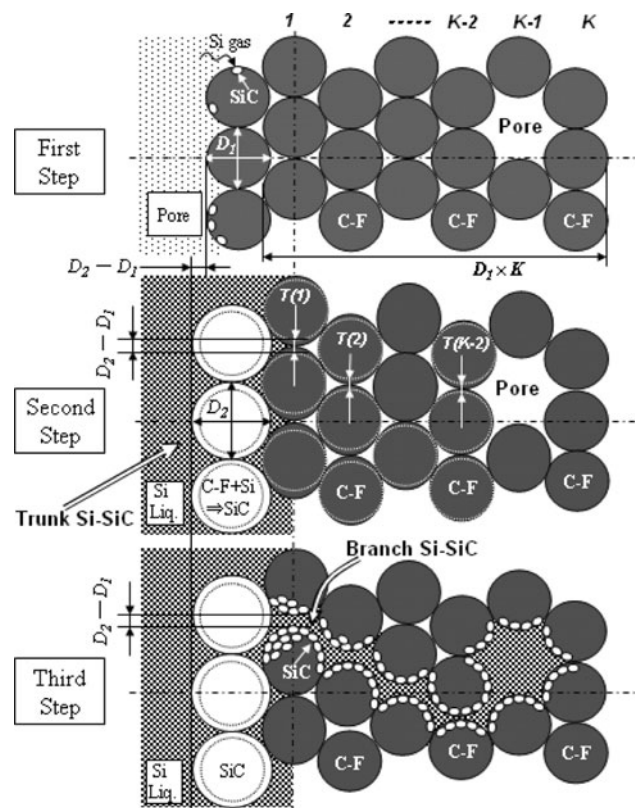 1 2 ----- K-2 K-1 K
Si gas
SiC
Pore
First
Step
D1
Pore
C-F C-F C-F
D2 — D1
D1 × K
T(1)
T(2) T(K-2)
D2 — D1
Pore
Second
Step
D2
C-F+Si
⇒SiC
C-F C-F C-F
Si
Liq.
Trunk Si-SiC
Branch Si-SiC
D2 — D1
SiC
Third
Step
Si
Liq.
SiC
C-F C-F C-F